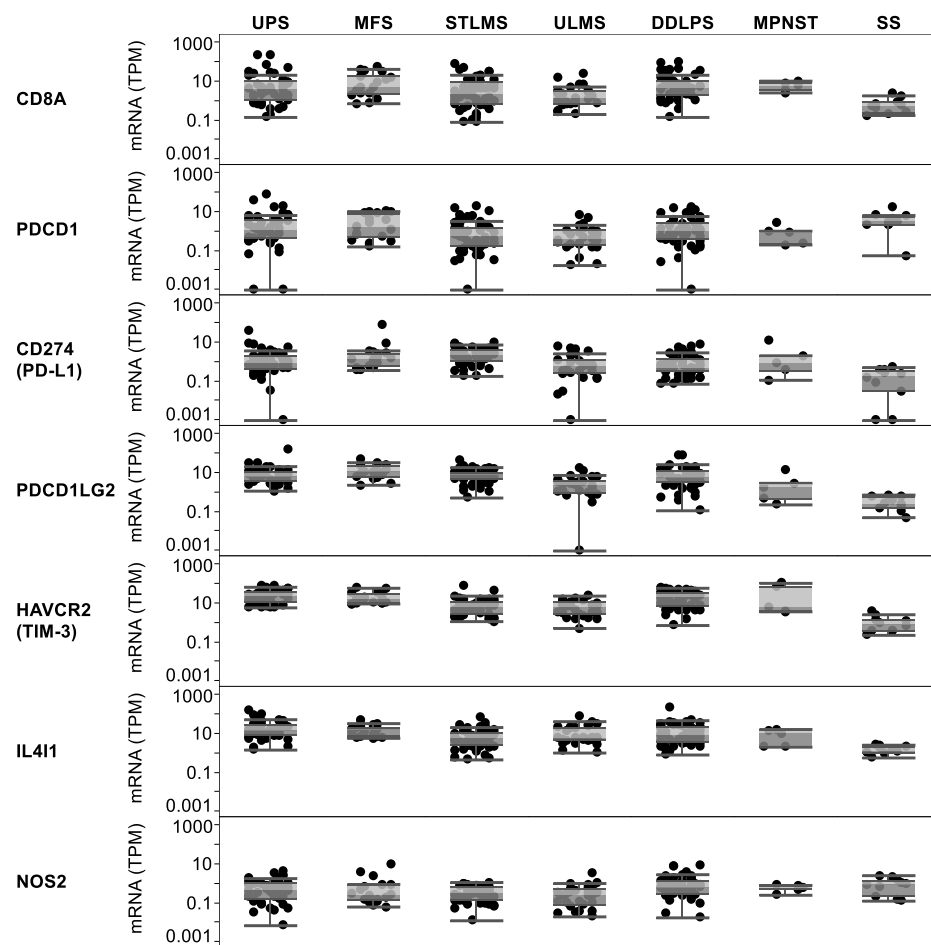 UPS MFS STLMS ULMS DDLPS MPNST SS
CD8A
mRNA (TPM)
1000
10
0.1
0.001
PDCD1
mRNA (TPM)
1000
10
0.1
0.001
CD274
(PD-L1)
mRNA (TPM)
1000
10
0.1
0.001
PDCD1LG2
mRNA (TPM)
1000
10
0.1
0.001
HAVCR2
(TIM-3)
mRNA (TPM)
1000
10
0.1
0.001
IL4I1
mRNA (TPM)
1000
10
0.1
0.001
NOS2
mRNA (TPM)
1000
10
0.1
0.001